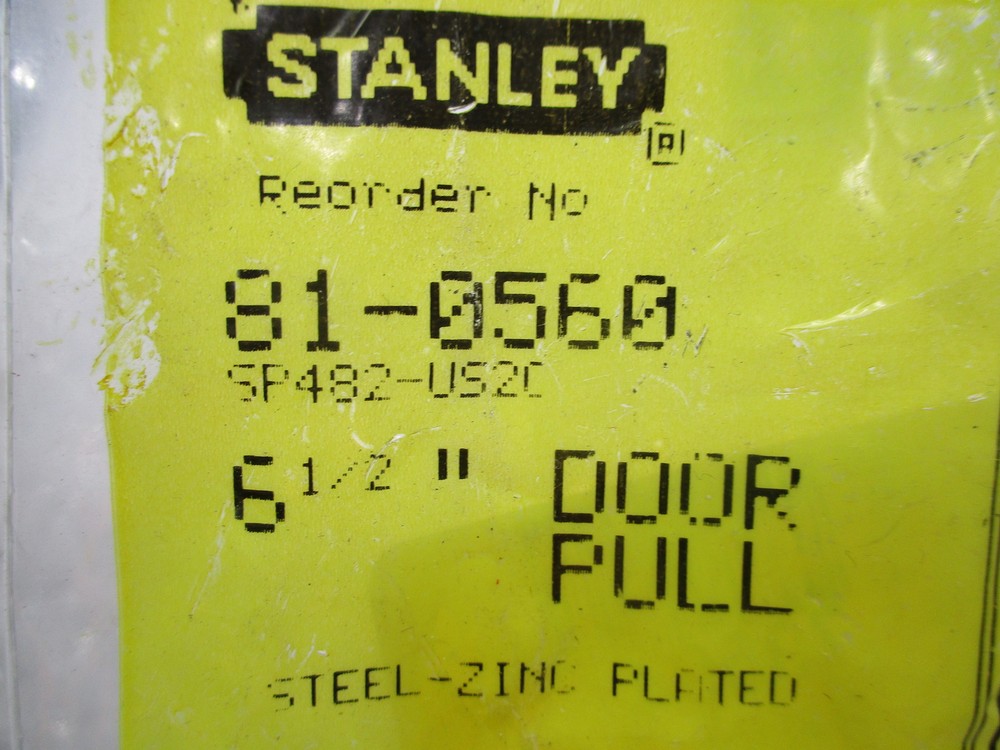 STANLEY
®
Reorder No
81-0560
SP482-US2C
6 1/2 " DOOR
PULL
STEEL-ZINC PLATED